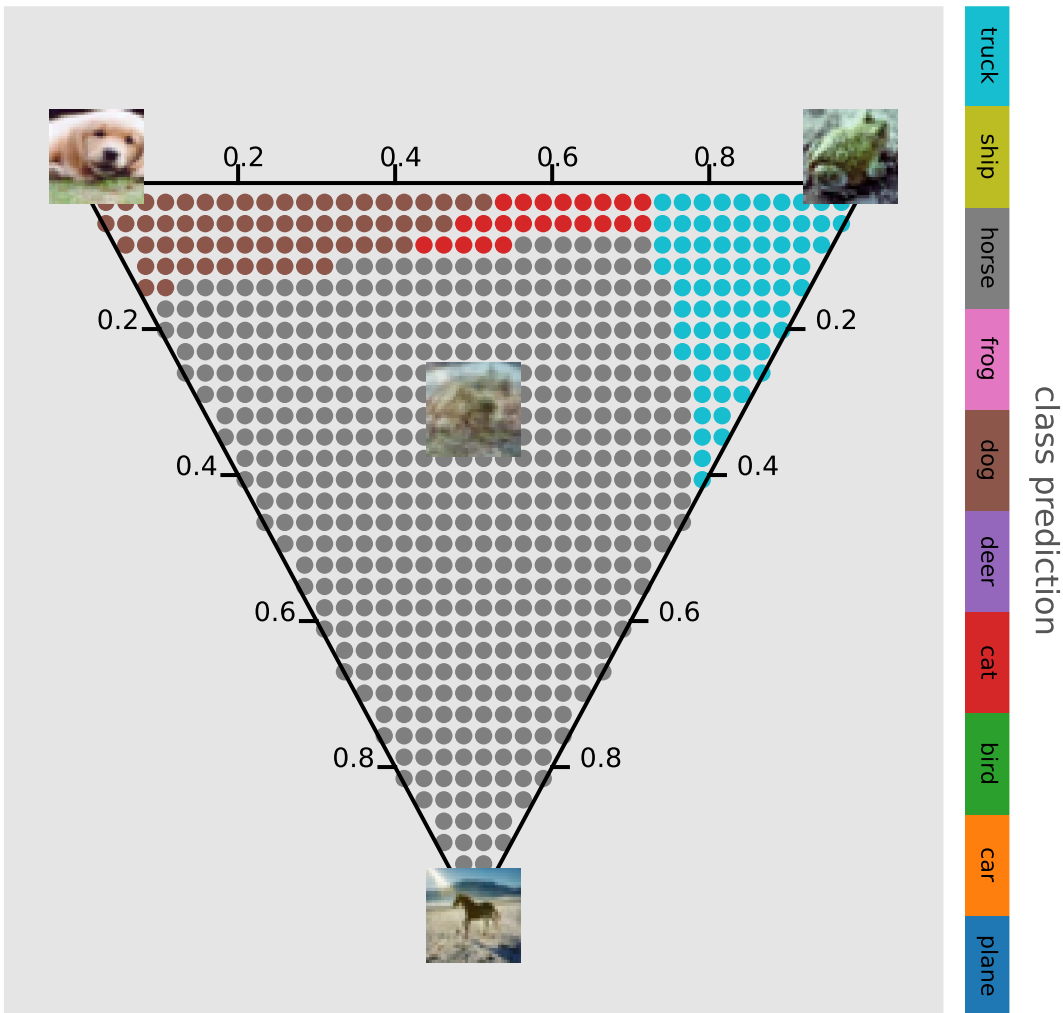 0.2 0.4 0.6 0.8
0.2 0.2
0.4 0.4
0.6 0.6
0.8 0.8
truck
ship
horse
frog
dog
deer
cat
bird
car
plane
class prediction